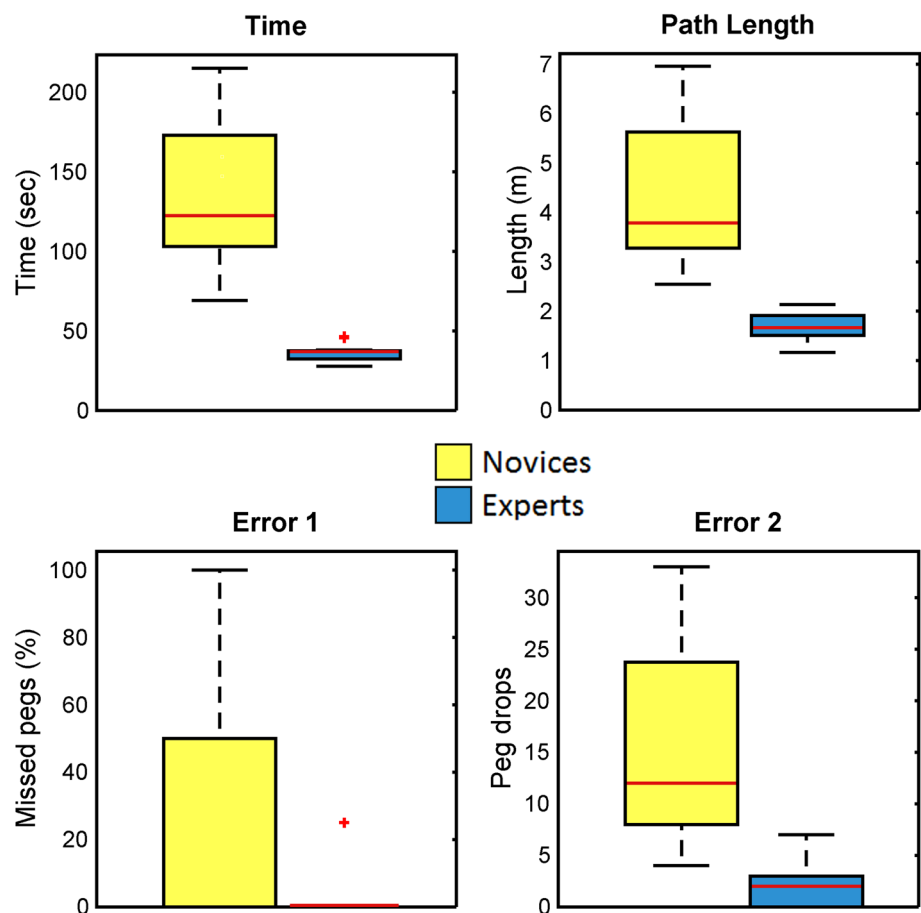 Time
Time (sec)
200
150
100
50
0
Path Length
Length (m)
7
6
5
4
3
2
1
0
Novices
Experts
Error 1
Missed pegs (%)
100
80
60
40
20
0
Error 2
Peg drops
30
25
20
15
10
5
0